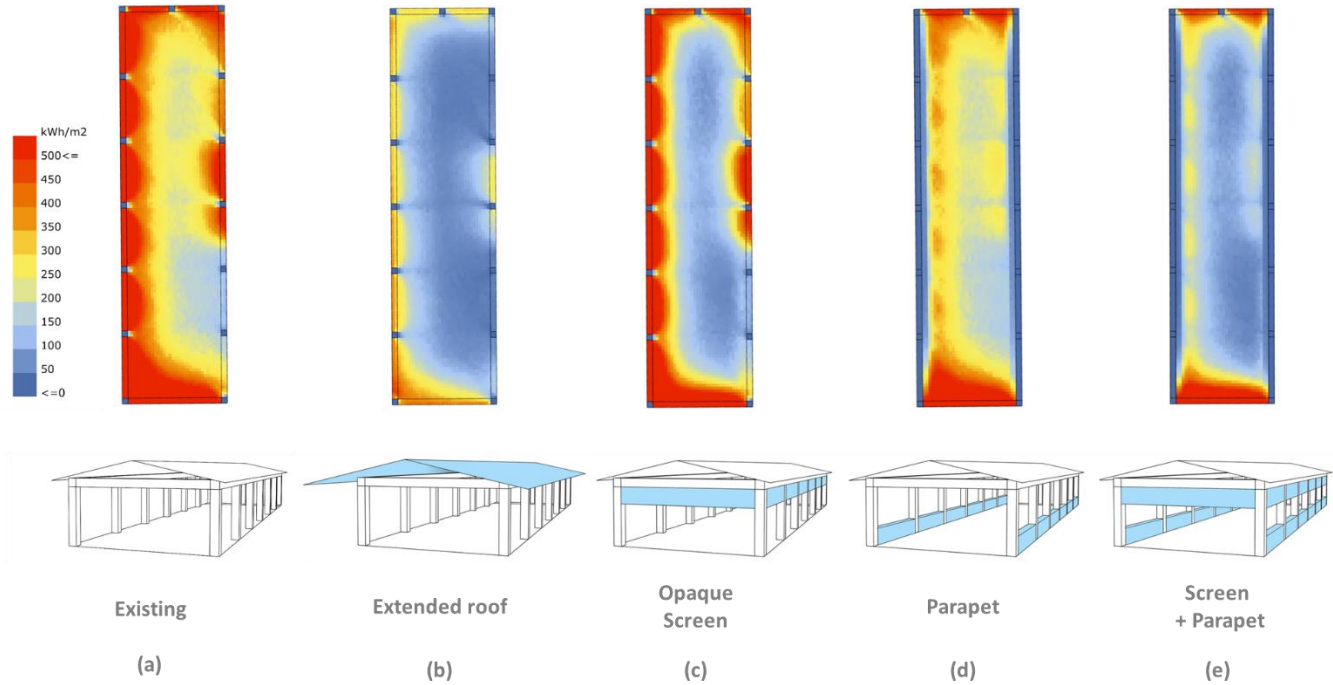 kWh/m2
500<=
450
400
350
300
250
200
150
100
50
<=0
Existing
Extended roof
Opaque
Screen
Parapet
Screen
+ Parapet
(a)
(b)
(c)
(d)
(e)